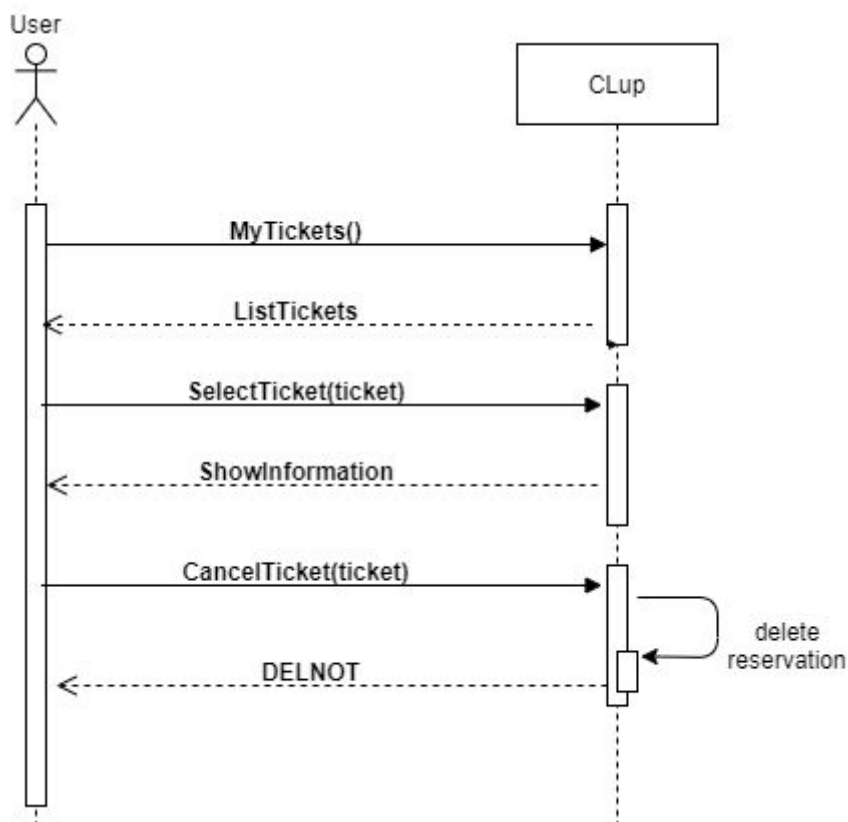 User
CLup
MyTickets()
ListTickets
SelectTicket(ticket)
ShowInformation
CancelTicket(ticket)
delete
reservation
DELNOT